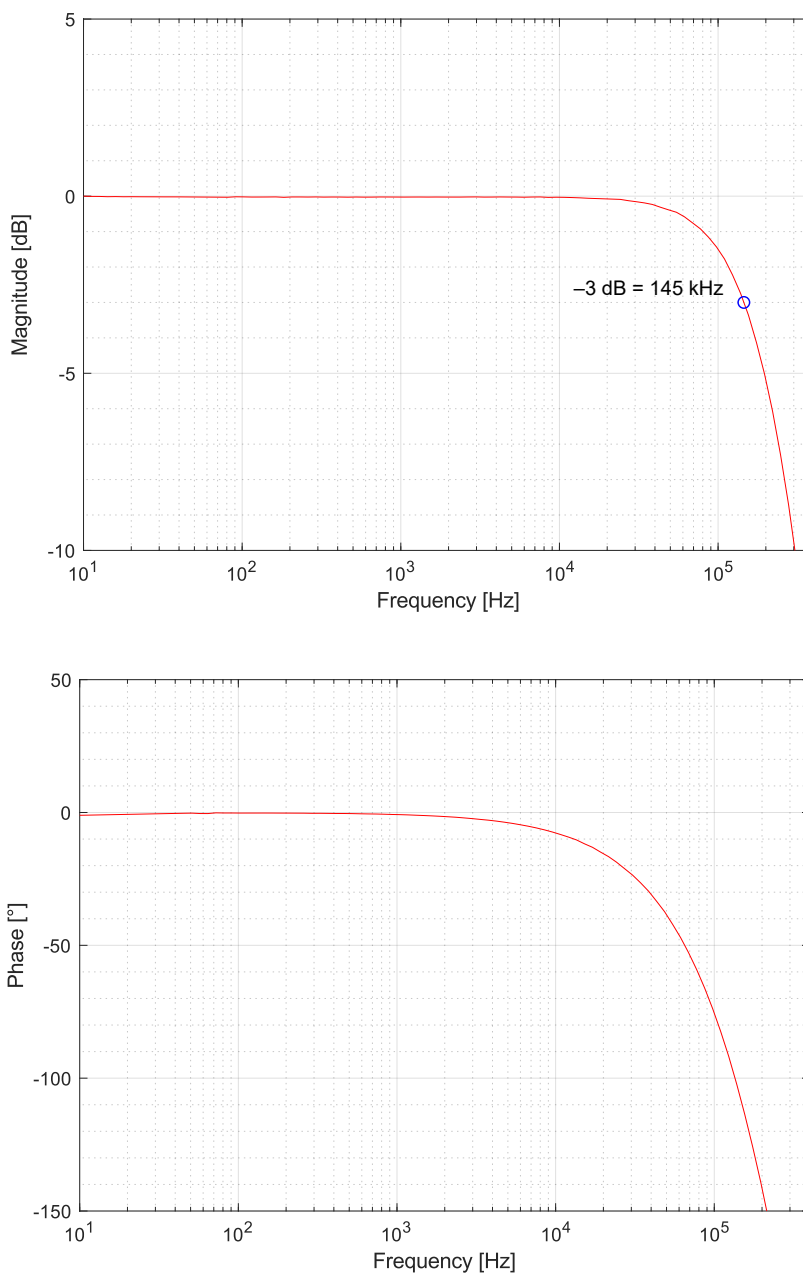 5
0
Magnitude [dB]
–3 dB = 145 kHz
-5
-10
10¹ 10² 10³ 10⁴ 10⁵
Frequency [Hz]
50
0
Phase [°]
-50
-100
-150
10¹ 10² 10³ 10⁴ 10⁵
Frequency [Hz]